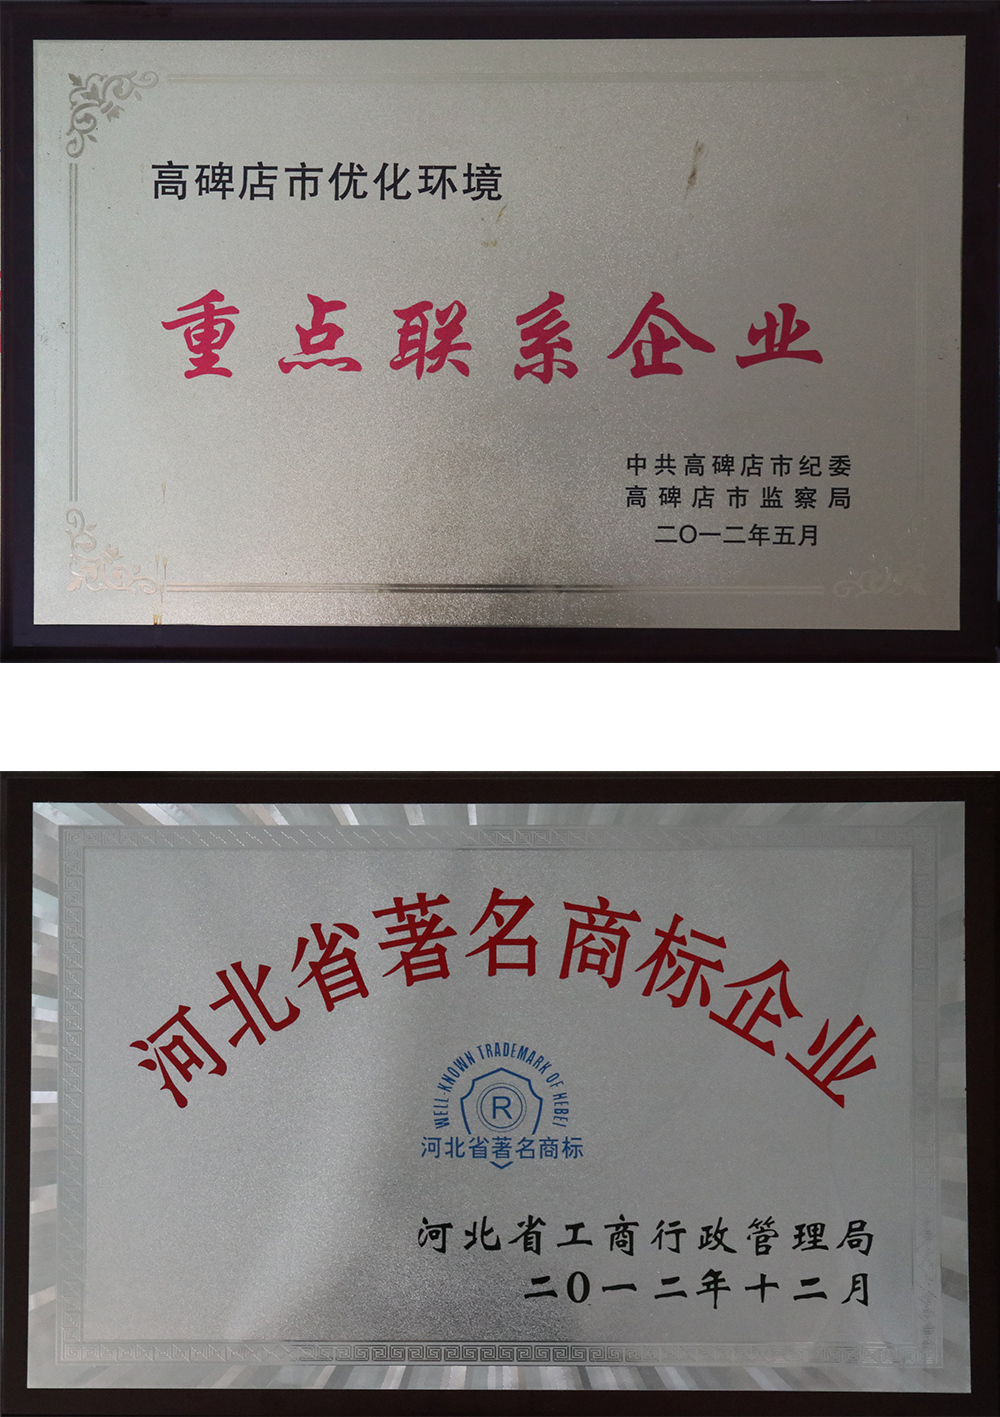 高碑店市优化环境
重点联系企业
中共高碑店市纪委
高碑店市监察局
二〇一二年五月
河北省著名商标企业
WELL-KNOWN TRADEMARK OF HEBEI
R
河北省著名商标
河北省工商行政管理局
二〇一二年十二月